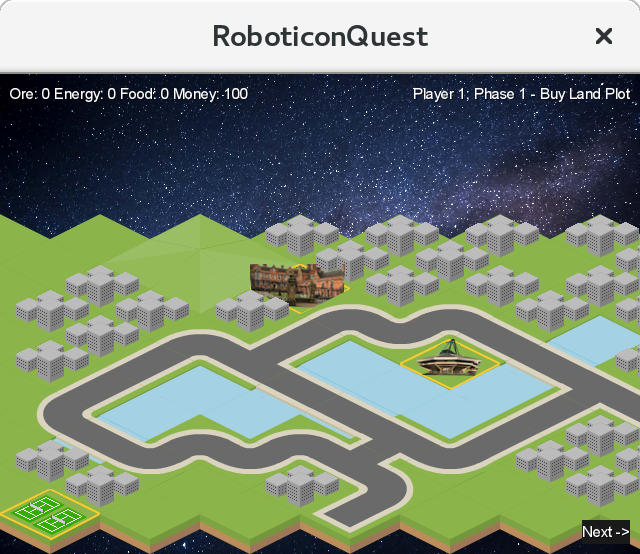 RoboticonQuest
Ore: 0 Energy: 0 Food: 0 Money: 100
Player 1; Phase 1 - Buy Land Plot
Next ->